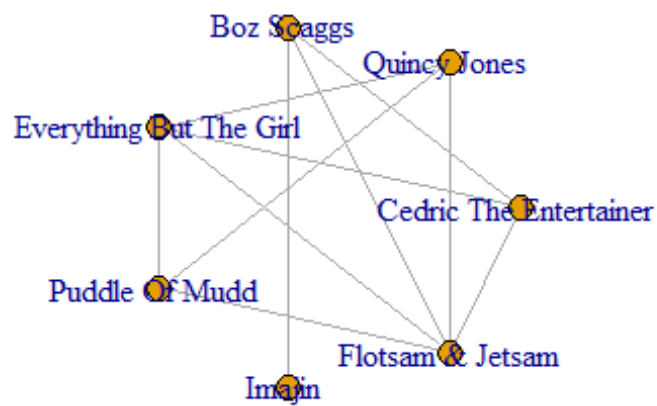 Boz Scaggs
Quincy Jones
Everything But The Girl
Cedric The Entertainer
Puddle Of Mudd
Flotsam & Jetsam
Imajin